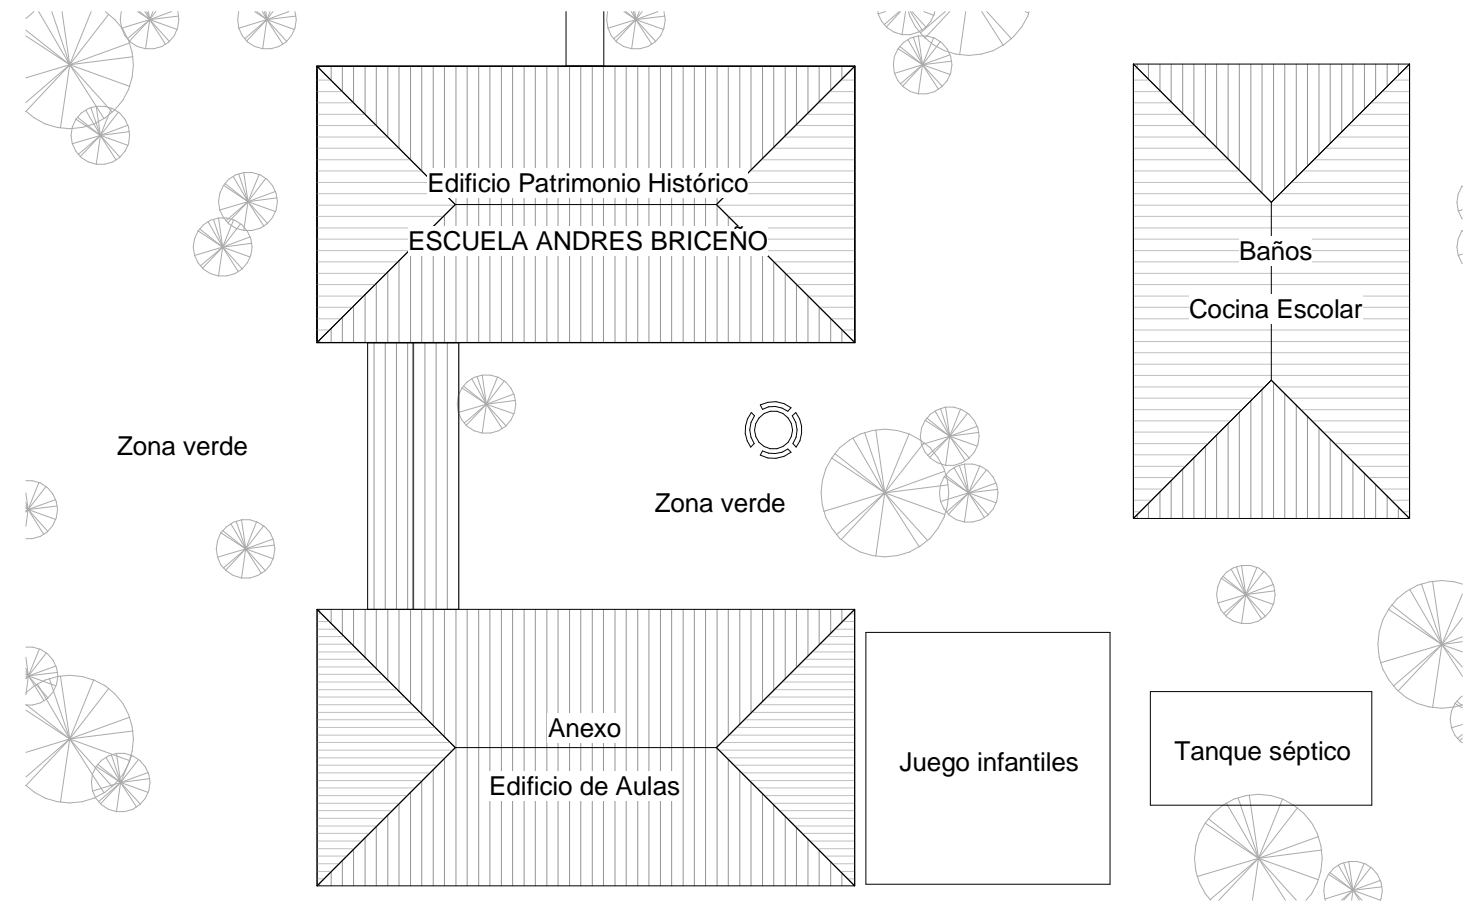 Edificio Patrimonio Histórico
ESCUELA ANDRES BRICEÑO
Baños
Cocina Escolar
Zona verde
Zona verde
Anexo
Edificio de Aulas
Juego infantiles
Tanque séptico